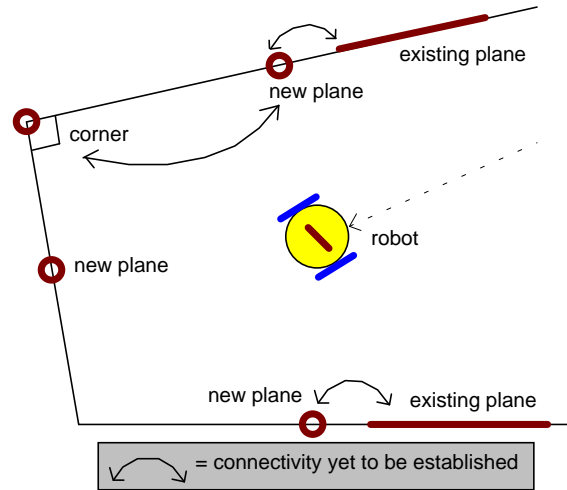 existing plane
new plane
corner
robot
new plane
new plane
existing plane
= connectivity yet to be established